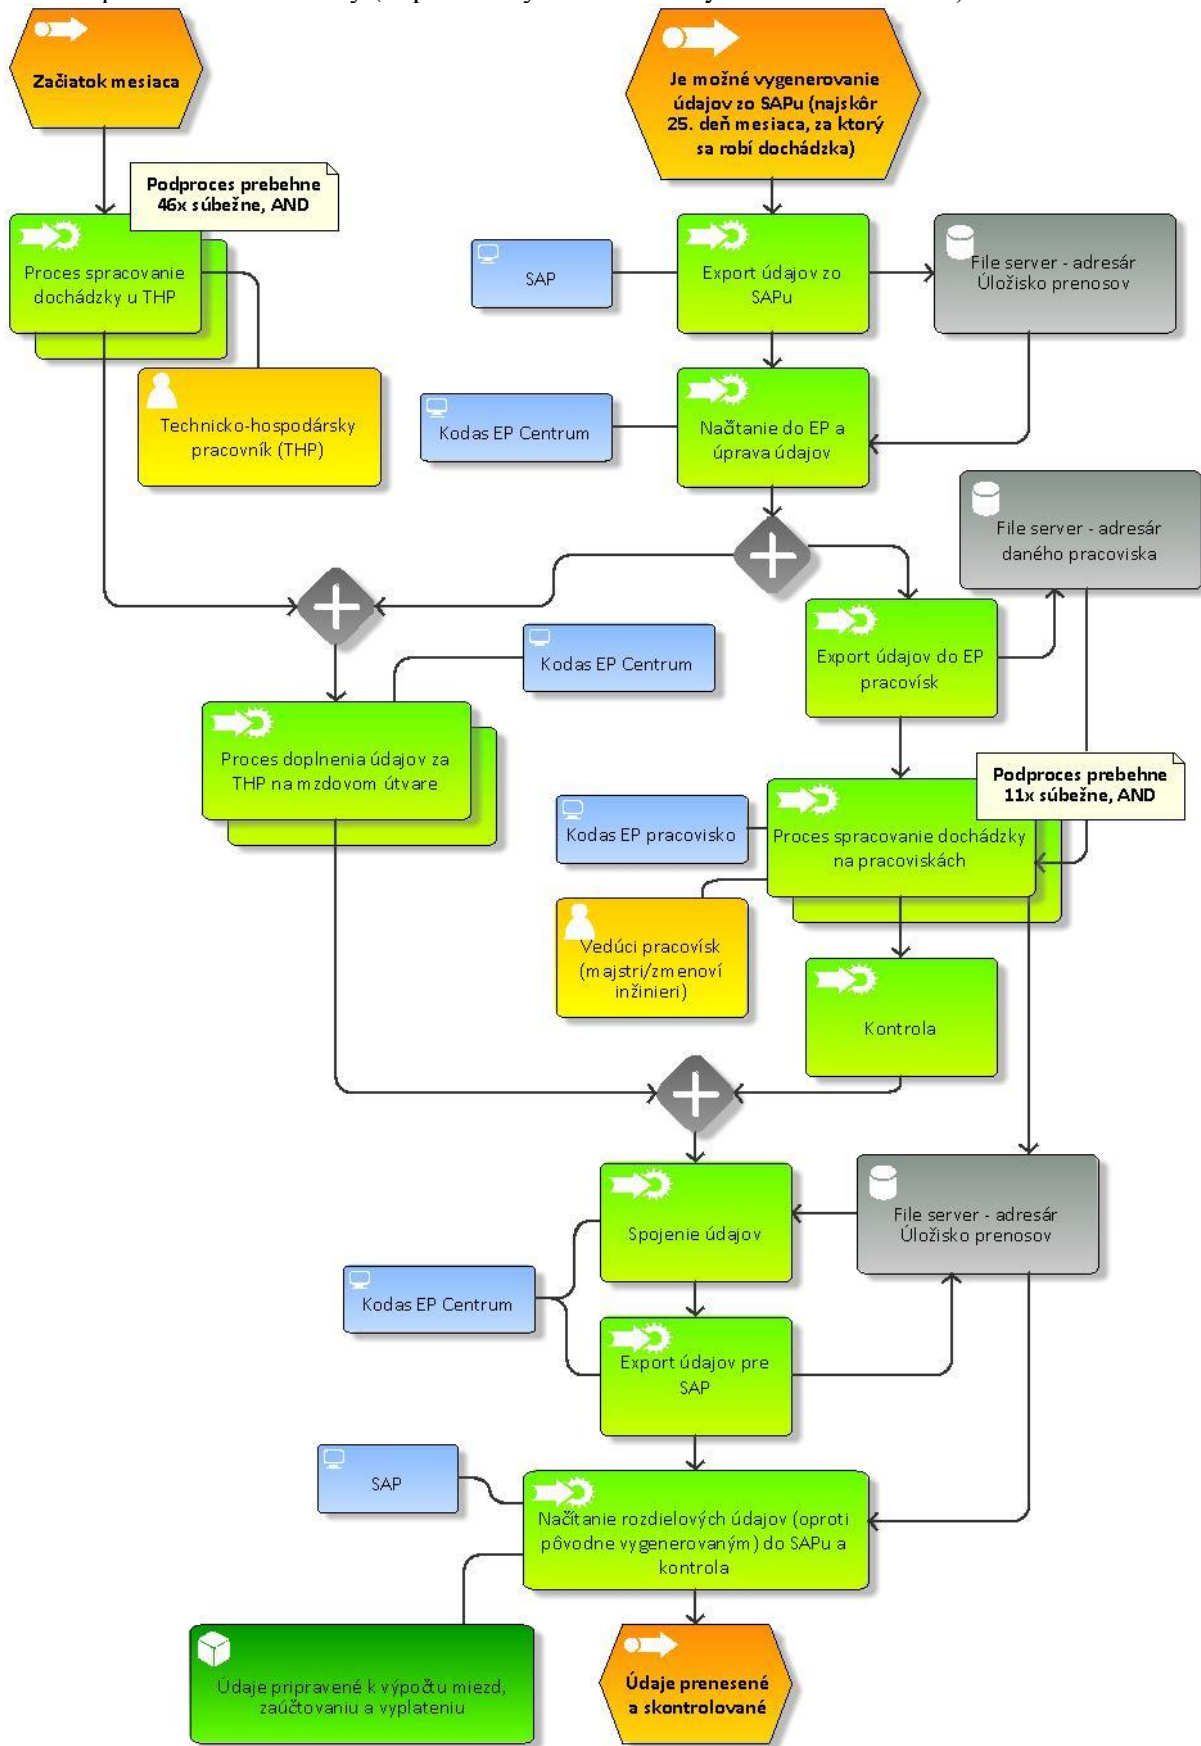 Začiatok mesiaca
Je možné vygenerovanie
údajov zo SAPu (najskôr
25. deň mesiaca, za ktorý
sa robí dochádzka)
Podproces prebehne
46x súbežne, AND
Proces spracovanie
dochádzky u THP
SAP
Export údajov zo
SAPu
File server - adresár
Úložisko prenosov
Technicko-hospodársky
pracovník (THP)
Kodas EP Centrum
Načítanie do EP a
úprava údajov
File server - adresár
daného pracoviska
Kodas EP Centrum
Export údajov do EP
pracovísk
Proces doplnenia údajov za
THP na mzdovom útvare
Podproces prebehne
11x súbežne, AND
Kodas EP pracovisko
Proces spracovanie dochádzky
na pracoviskách
Vedúci pracovísk
(majstri/zmenoví
inžinieri)
Kontrola
Spojenie údajov
File server - adresár
Úložisko prenosov
Kodas EP Centrum
Export údajov pre
SAP
SAP
Načítanie rozdielových údajov (oproti
pôvodne vygenerovaným) do SAPu a
kontrola
Údaje pripravené k výpočtu miezd,
zaúčtovaniu a vyplateniu
Údaje prenesené
a skontrolované